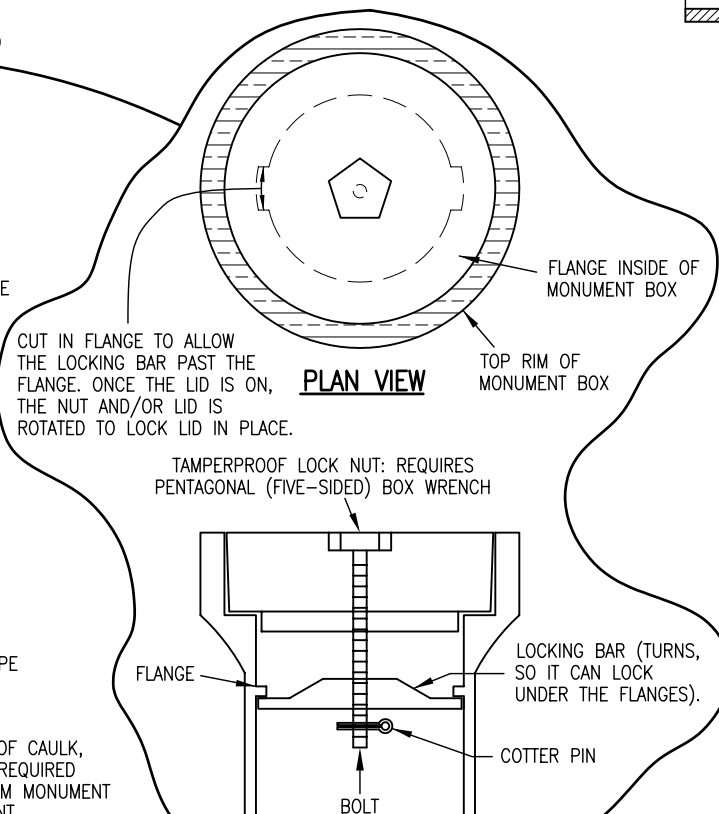 E
FLANGE INSIDE OF
MONUMENT BOX
CUT IN FLANGE TO ALLOW
THE LOCKING BAR PAST THE
FLANGE. ONCE THE LID IS ON,
THE NUT AND/OR LID IS
ROTATED TO LOCK LID IN PLACE.
PLAN VIEW
TOP RIM OF
MONUMENT BOX
TAMPERPROOF LOCK NUT: REQUIRES
PENTAGONAL (FIVE-SIDED) BOX WRENCH
PE
FLANGE
LOCKING BAR (TURNS,
SO IT CAN LOCK
UNDER THE FLANGES).
OF CAULK,
REQUIRED
M MONUMENT
NT
COTTER PIN
BOLT